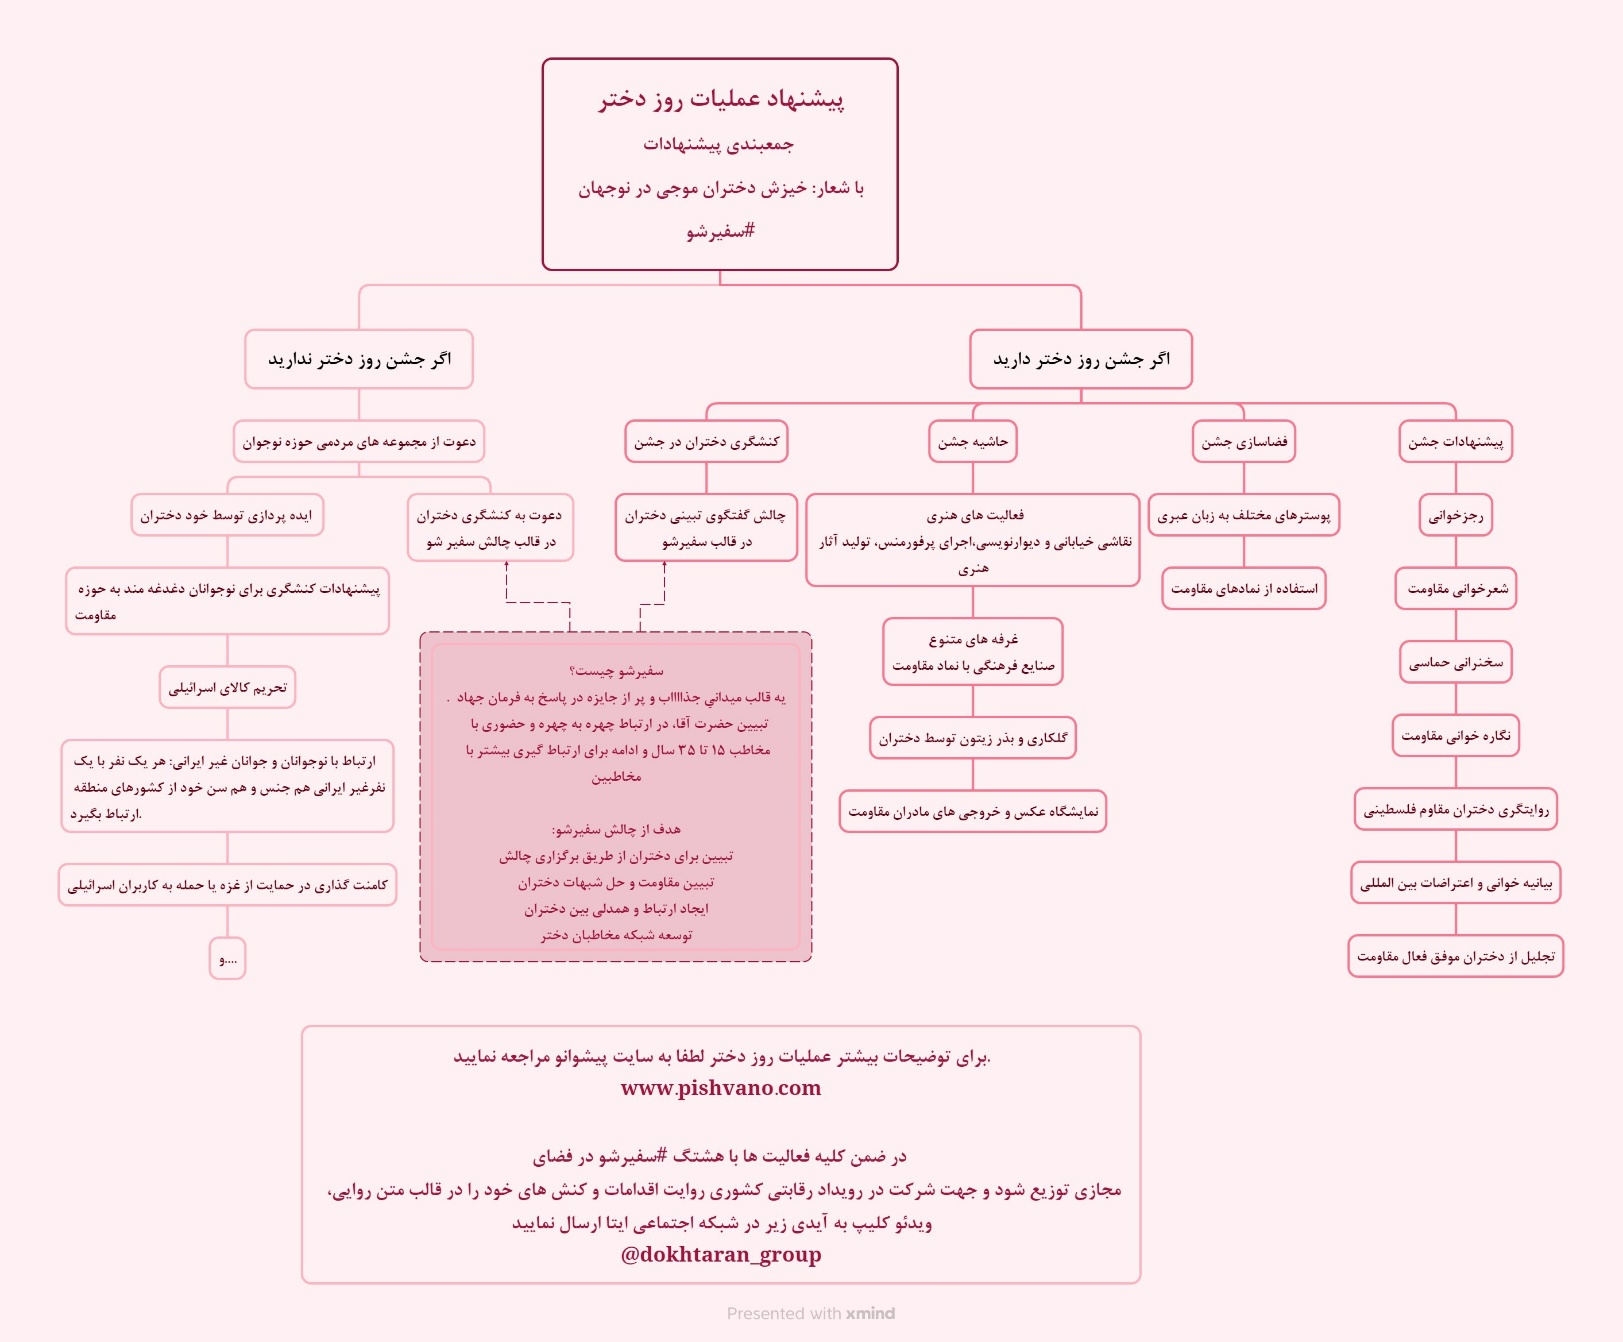 پیشنهاد عملیات روز دختر
جمعبندی پیشنهادات
با شعار: خیزش دختران موجی در نوجهان
#سفیرشو
اگر جشن روز دختر دارید
پیشنهادات جشن
رجزخوانی
شعرخوانی مقاومت
سخنرانی حماسی
نگاره خوانی مقاومت
روایتگری دختران مقاوم فلسطینی
بیانیه خوانی و اعتراضات بین المللی
تجلیل از دختران موفق فعال مقاومت
فضاسازی جشن
پوسترهای مختلف به زبان عبری
استفاده از نمادهای مقاومت
حاشیه جشن
فعالیت های هنری
نقاشی خیابانی و دیوارنویسی،اجرای پرفورمنس، تولید آثار
هنری
غرفه های متنوع
صنایع فرهنگی با نماد مقاومت
گلکاری و بذر زیتون توسط دختران
نمایشگاه عکس و خروجی های مادران مقاومت
کنشگری دختران در جشن
چالش گفتگوی تبینی دختران
در قالب سفیرشو
اگر جشن روز دختر ندارید
دعوت از مجموعه های مردمی حوزه نوجوان
دعوت به کنشگری دختران
در قالب چالش سفیر شو
ایده پردازی توسط خود دختران
پیشنهادات کنشگری برای نوجوانان دغدغه مند به حوزه
مقاومت
تحریم کالای اسرائیلی
ارتباط با نوجوانان و جوانان غیر ایرانی: هر یک نفر با یک
نفرغیر ایرانی هم جنس و هم سن خود از کشورهای منطقه
ارتباط بگیرد.
کامنت گذاری در حمایت از غزه یا حمله به کاربران اسرائیلی
و....
سفیرشو چیست؟
یه قالب میدانیِ جذااااب و پر از جایزه در پاسخ به فرمان جهاد .
تبیین حضرت آقا، در ارتباط چهره به چهره و حضوری با
مخاطب ۱۵ تا ۳۵ سال و ادامه برای ارتباط گیری بیشتر با
مخاطبین
هدف از چالش سفیرشو:
تبیین برای دختران از طریق برگزاری چالش
تبیین مقاومت و حل شبهات دختران
ایجاد ارتباط و همدلی بین دختران
توسعه شبکه مخاطبان دختر
برای توضیحات بیشتر عملیات روز دختر لطفا به سایت پیشوانو مراجعه نمایید.
www.pishvano.com
در ضمن کلیه فعالیت ها با هشتگ #سفیرشو در فضای
مجازی توزیع شود و جهت شرکت در رویداد رقابتی کشوری روایت اقدامات و کنش های خود را در قالب متن روایی،
ویدئو کلیپ به آیدی زیر در شبکه اجتماعی ایتا ارسال نمایید
@dokhtaran_group
Presented with xmind